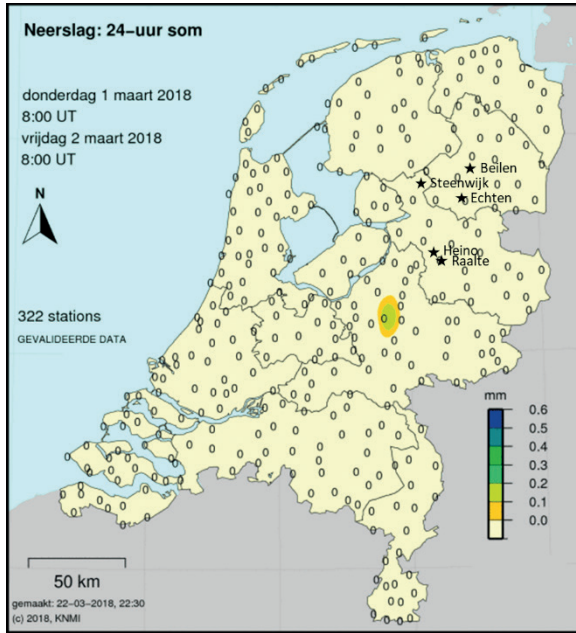 Neerslag: 24-uur som
donderdag 1 maart 2018
8:00 UT
vrijdag 2 maart 2018
8:00 UT
N
Beilen
Steenwijk
Echten
Heino
Raalte
322 stations
GEVALIDEERDE DATA
mm
0.6
0.5
0.4
0.3
0.2
0.1
0.0
50 km
gemaakt: 22-03-2018, 22:30
(c) 2018, KNMI